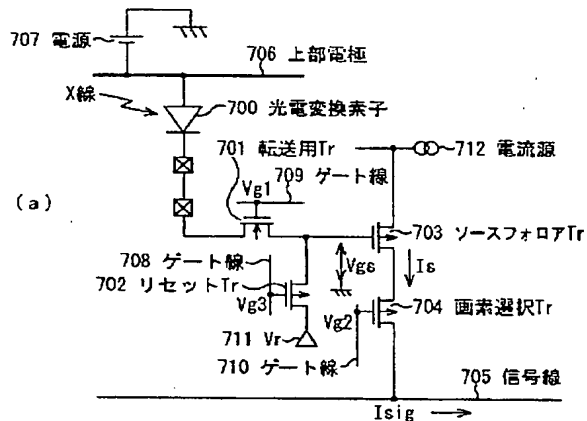 707 電源
706 上部電極
X線
700 光電変換素子
701 転送用Tr
712 電流源
Vg1
709 ゲート線
(a)
703 ソースフォロアTr
708 ゲート線
Vgs
Is
702 リセットTr
Vg3
Vg2
704 画素選択Tr
711 Vr
710 ゲート線
705 信号線
Isig